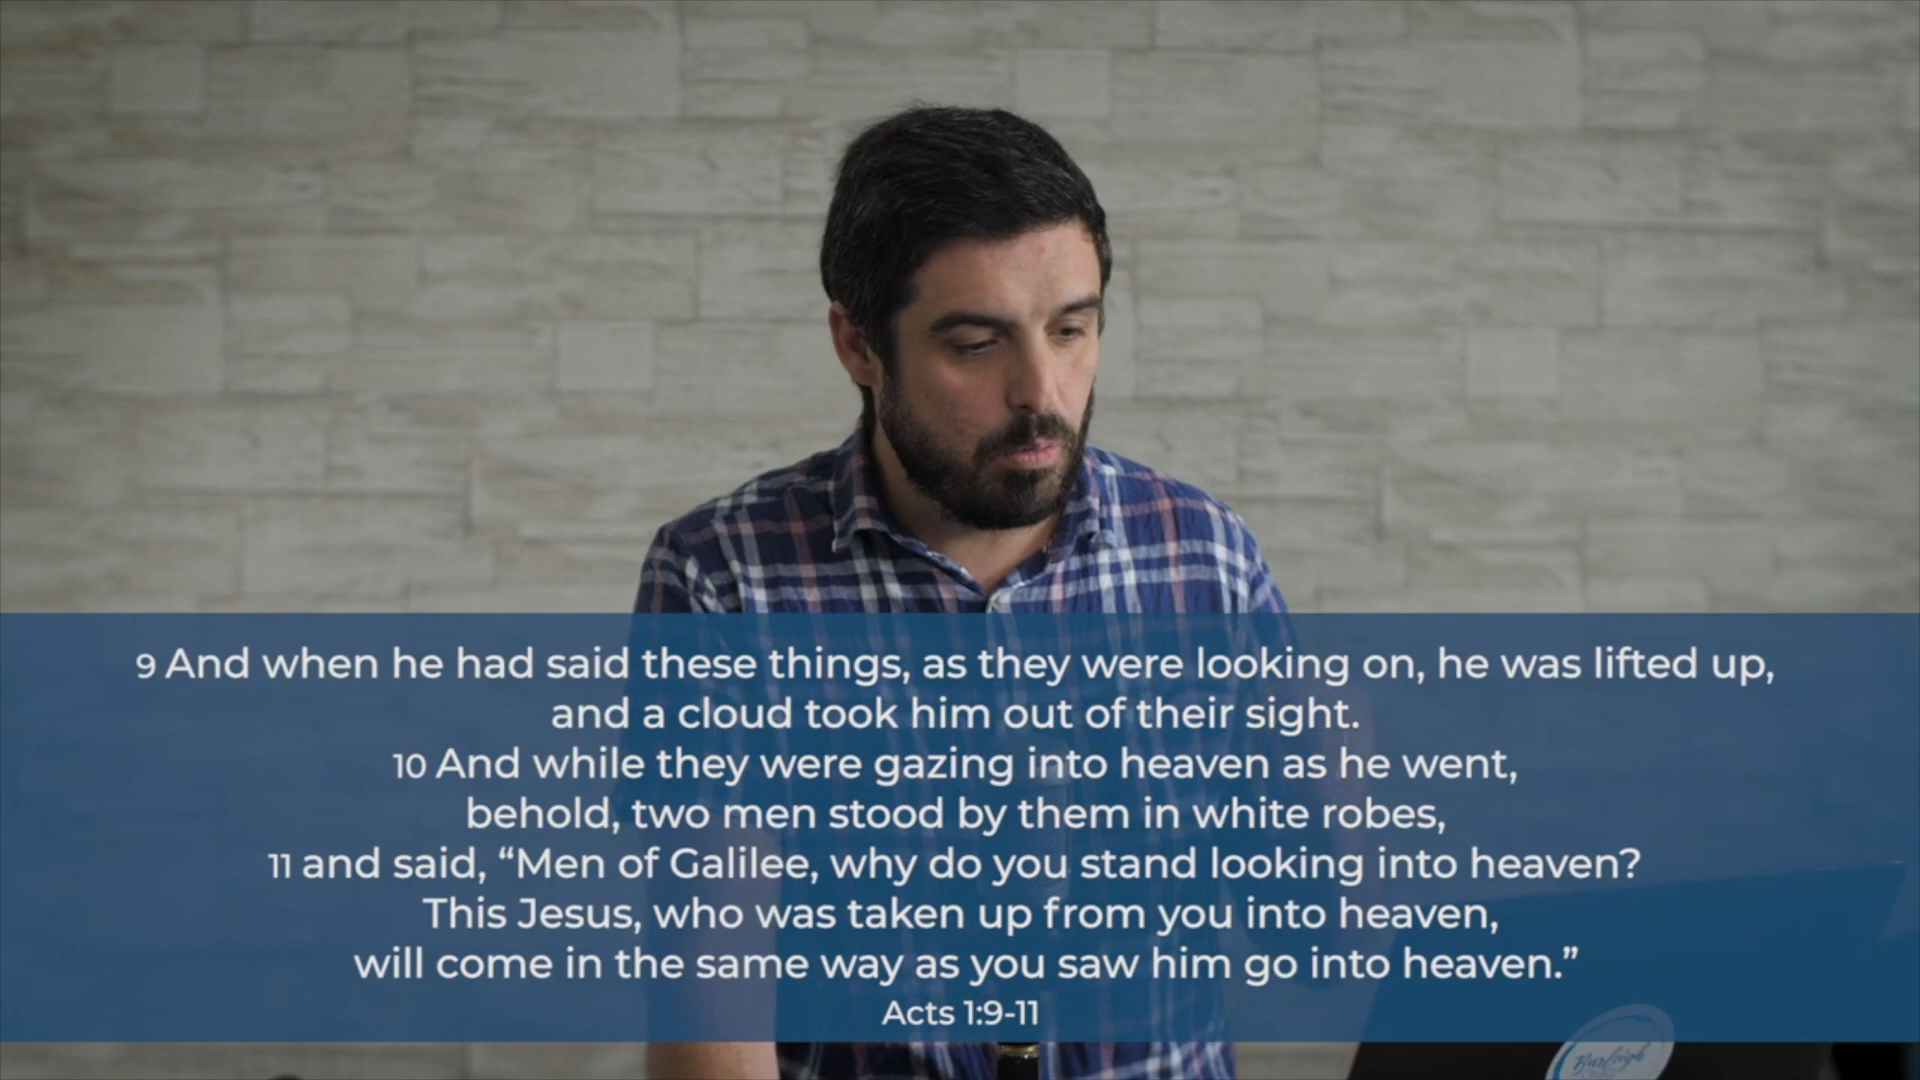 9 And when he had said these things, as they were looking on, he was lifted up,
and a cloud took him out of their sight.
10 And while they were gazing into heaven as he went,
behold, two men stood by them in white robes,
11 and said, “Men of Galilee, why do you stand looking into heaven?
This Jesus, who was taken up from you into heaven,
will come in the same way as you saw him go into heaven.”
Acts 1:9-11
Burleigh